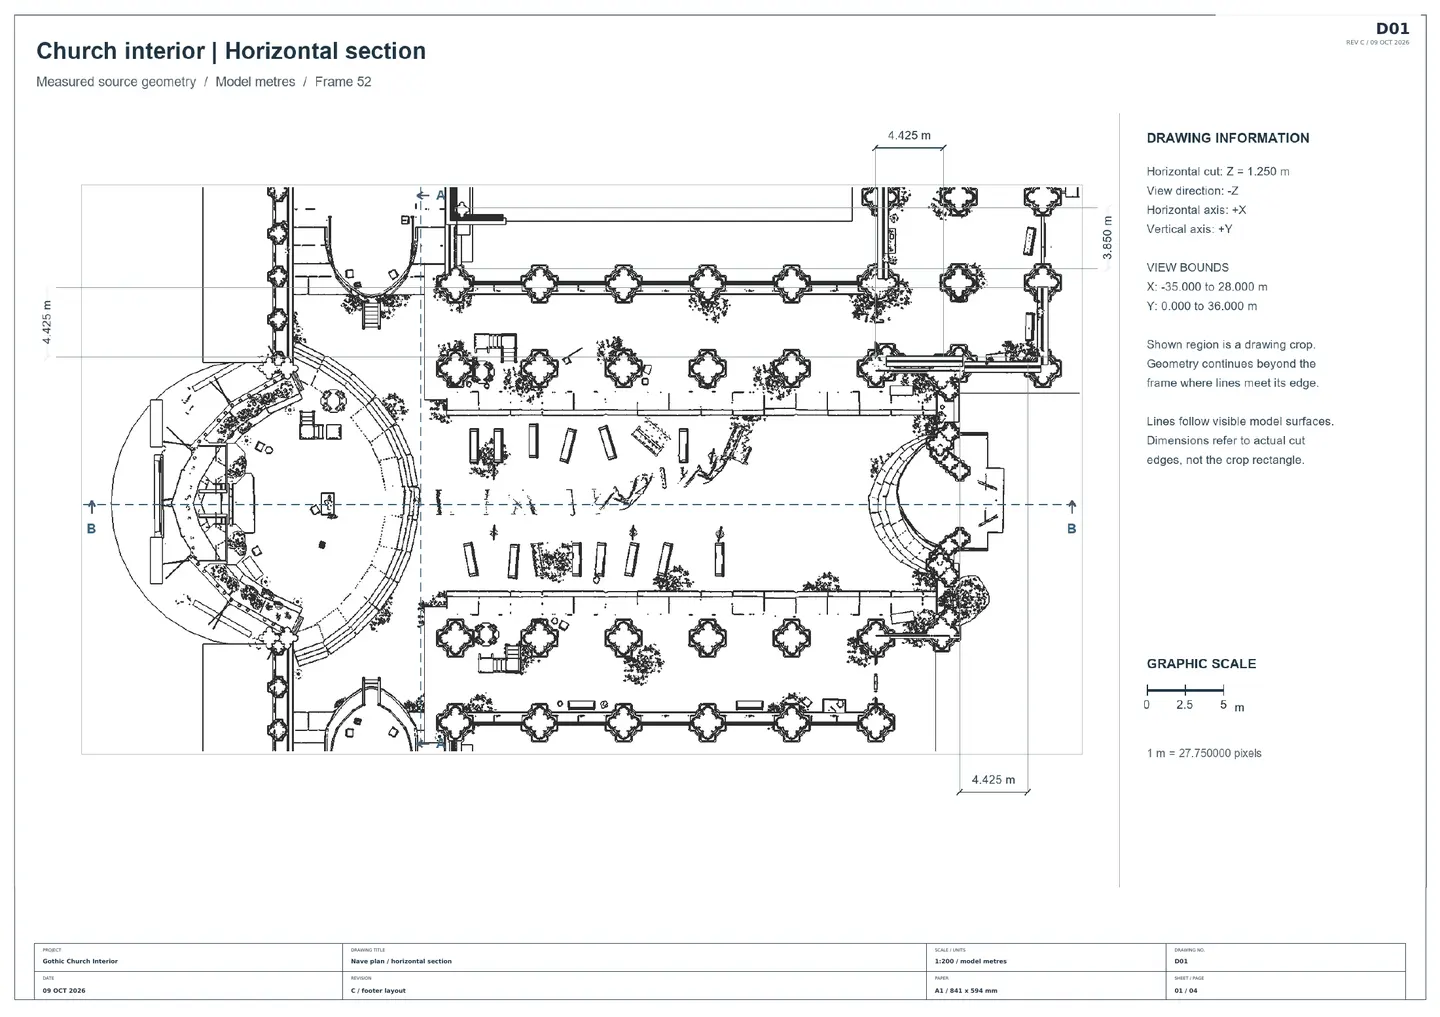 D01
REV C / 09 OCT 2026
Church interior | Horizontal section
Measured source geometry / Model metres / Frame 52
4.425 m
DRAWING INFORMATION
Horizontal cut: Z = 1.250 m
View direction: -Z
Horizontal axis: +X
Vertical axis: +Y
VIEW BOUNDS
X: -35.000 to 28.000 m
Y: 0.000 to 36.000 m
Shown region is a drawing crop.
Geometry continues beyond the
frame where lines meet its edge.
Lines follow visible model surfaces.
Dimensions refer to actual cut
edges, not the crop rectangle.
A
3.850 m
4.425 m
B
B
A
4.425 m
GRAPHIC SCALE
0 2.5 5 m
1 m = 27.750000 pixels
PROJECT
Gothic Church Interior
DRAWING TITLE
Nave plan / horizontal section
SCALE / UNITS
1:200 / model metres
DRAWING NO.
D01
DATE
09 OCT 2026
REVISION
C / footer layout
PAPER
A1 / 841 x 594 mm
SHEET / PAGE
01 / 04